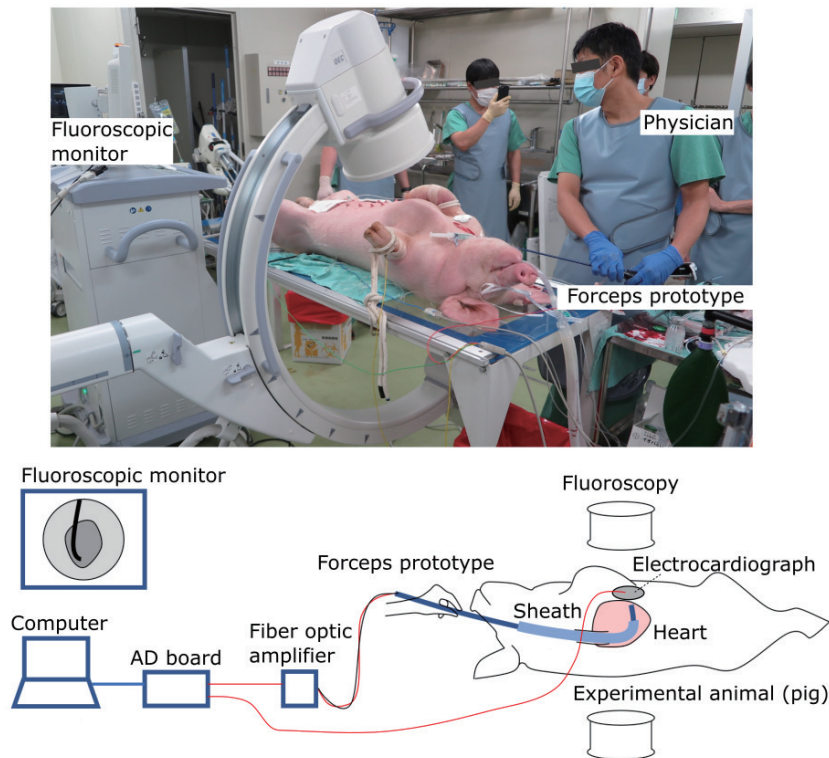 Fluoroscopic
monitor
Physician
Forceps prototype
Fluoroscopic monitor
Fluoroscopy
Forceps prototype
Electrocardiograph
Sheath
Computer
Fiber optic
amplifier
AD board
Heart
Experimental animal (pig)